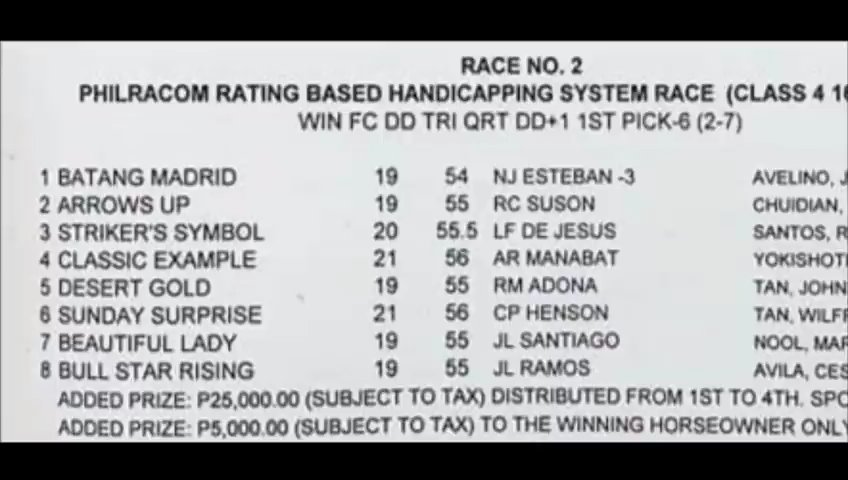 RACE NO. 2
PHILRACOM RATING BASED HANDICAPPING SYSTEM RACE (CLASS 4
WIN FC DD TRI QRT DD+1 1ST PICK-6 (2-7)
1 BATANG MADRID 19 54 NJ ESTEBAN -3 AVELINO, J
2 ARROWS UP 19 55 RC SUSON CHUIDIAN,
3 STRIKER'S SYMBOL 20 55.5 LF DE JESUS SANTOS, R
4 CLASSIC EXAMPLE 21 56 AR MANABAT YOKISHOT
5 DESERT GOLD 19 55 RM ADONA TAN, JOHN
6 SUNDAY SURPRISE 21 56 CP HENSON TAN, WILF
7 BEAUTIFUL LADY 19 55 JL SANTIAGO NOOL, MAR
8 BULL STAR RISING 19 55 JL RAMOS AVILA, CES
ADDED PRIZE: P25,000.00 (SUBJECT TO TAX) DISTRIBUTED FROM 1ST TO 4TH. SPO
ADDED PRIZE: P5,000.00 (SUBJECT TO TAX) TO THE WINNING HORSEOWNER ONLY